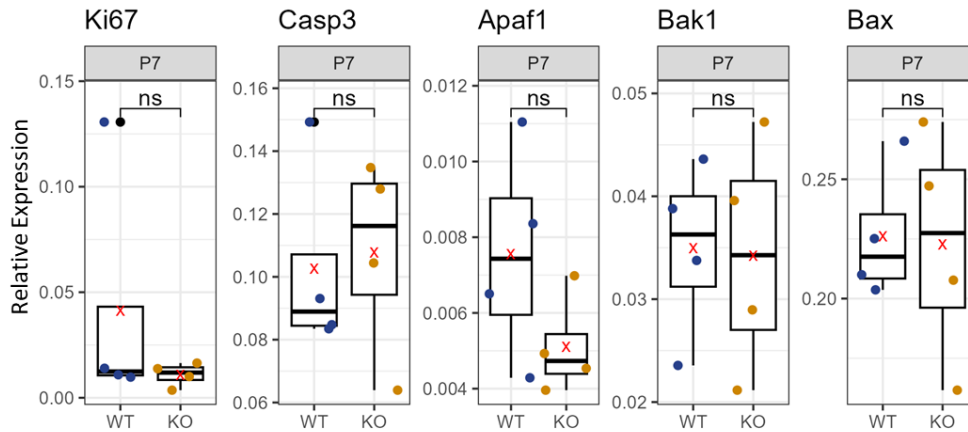 Ki67 Casp3 Apaf1 Bak1 Bax
P7 P7 P7 P7 P7
Relative Expression
0.15
0.10
0.05
0.00
ns
WT KO
0.16
0.14
0.12
0.10
0.08
0.06
ns
WT KO
0.012
0.010
0.008
0.006
0.004
ns
WT KO
0.05
0.04
0.03
0.02
ns
WT KO
0.25
0.20
ns
WT KO